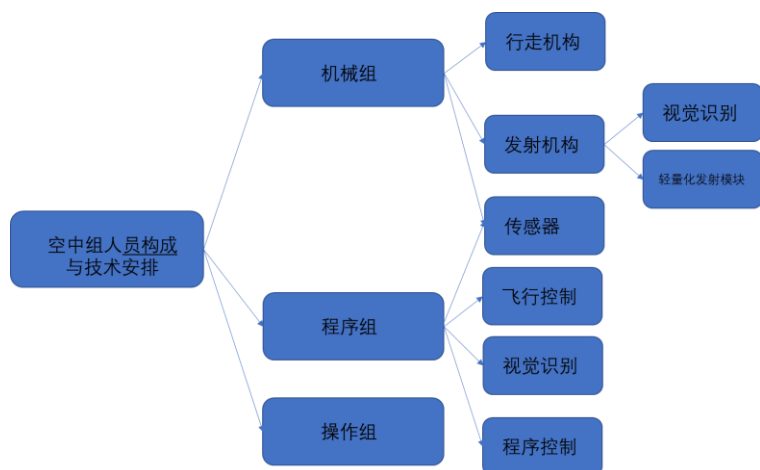 行走机构
机械组
视觉识别
发射机构
轻量化发射模块
传感器
空中组人员构成
与技术安排
飞行控制
程序组
视觉识别
操作组
程序控制